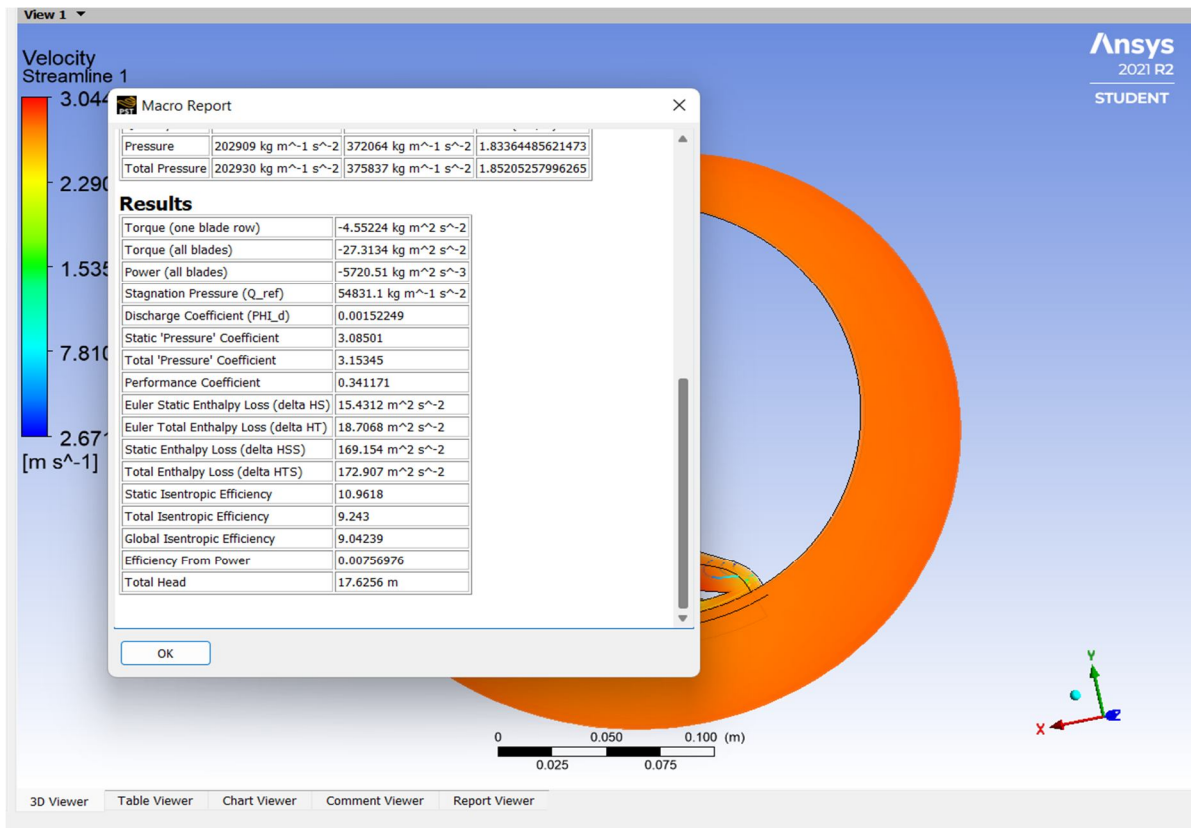 View 1
Ansys
2021 R2
STUDENT
Velocity
Streamline 1
3.044
2.290
1.535
7.810
2.671
[m s^-1]
PST Macro Report
Pressure 202909 kg m^-1 s^-2 372064 kg m^-1 s^-2 1.83364485621473
Total Pressure 202930 kg m^-1 s^-2 375837 kg m^-1 s^-2 1.85205257996265
Results
Torque (one blade row) -4.55224 kg m^2 s^-2
Torque (all blades) -27.3134 kg m^2 s^-2
Power (all blades) -5720.51 kg m^2 s^-3
Stagnation Pressure (Q_ref) 54831.1 kg m^-1 s^-2
Discharge Coefficient (PHI_d) 0.00152249
Static 'Pressure' Coefficient 3.08501
Total 'Pressure' Coefficient 3.15345
Performance Coefficient 0.341171
Euler Static Enthalpy Loss (delta HS) 15.4312 m^2 s^-2
Euler Total Enthalpy Loss (delta HT) 18.7068 m^2 s^-2
Static Enthalpy Loss (delta HSS) 169.154 m^2 s^-2
Total Enthalpy Loss (delta HTS) 172.907 m^2 s^-2
Static Isentropic Efficiency 10.9618
Total Isentropic Efficiency 9.243
Global Isentropic Efficiency 9.04239
Efficiency From Power 0.00756976
Total Head 17.6256 m
OK
0 0.050 0.100 (m)
0.025 0.075
Y
X
Z
3D Viewer Table Viewer Chart Viewer Comment Viewer Report Viewer